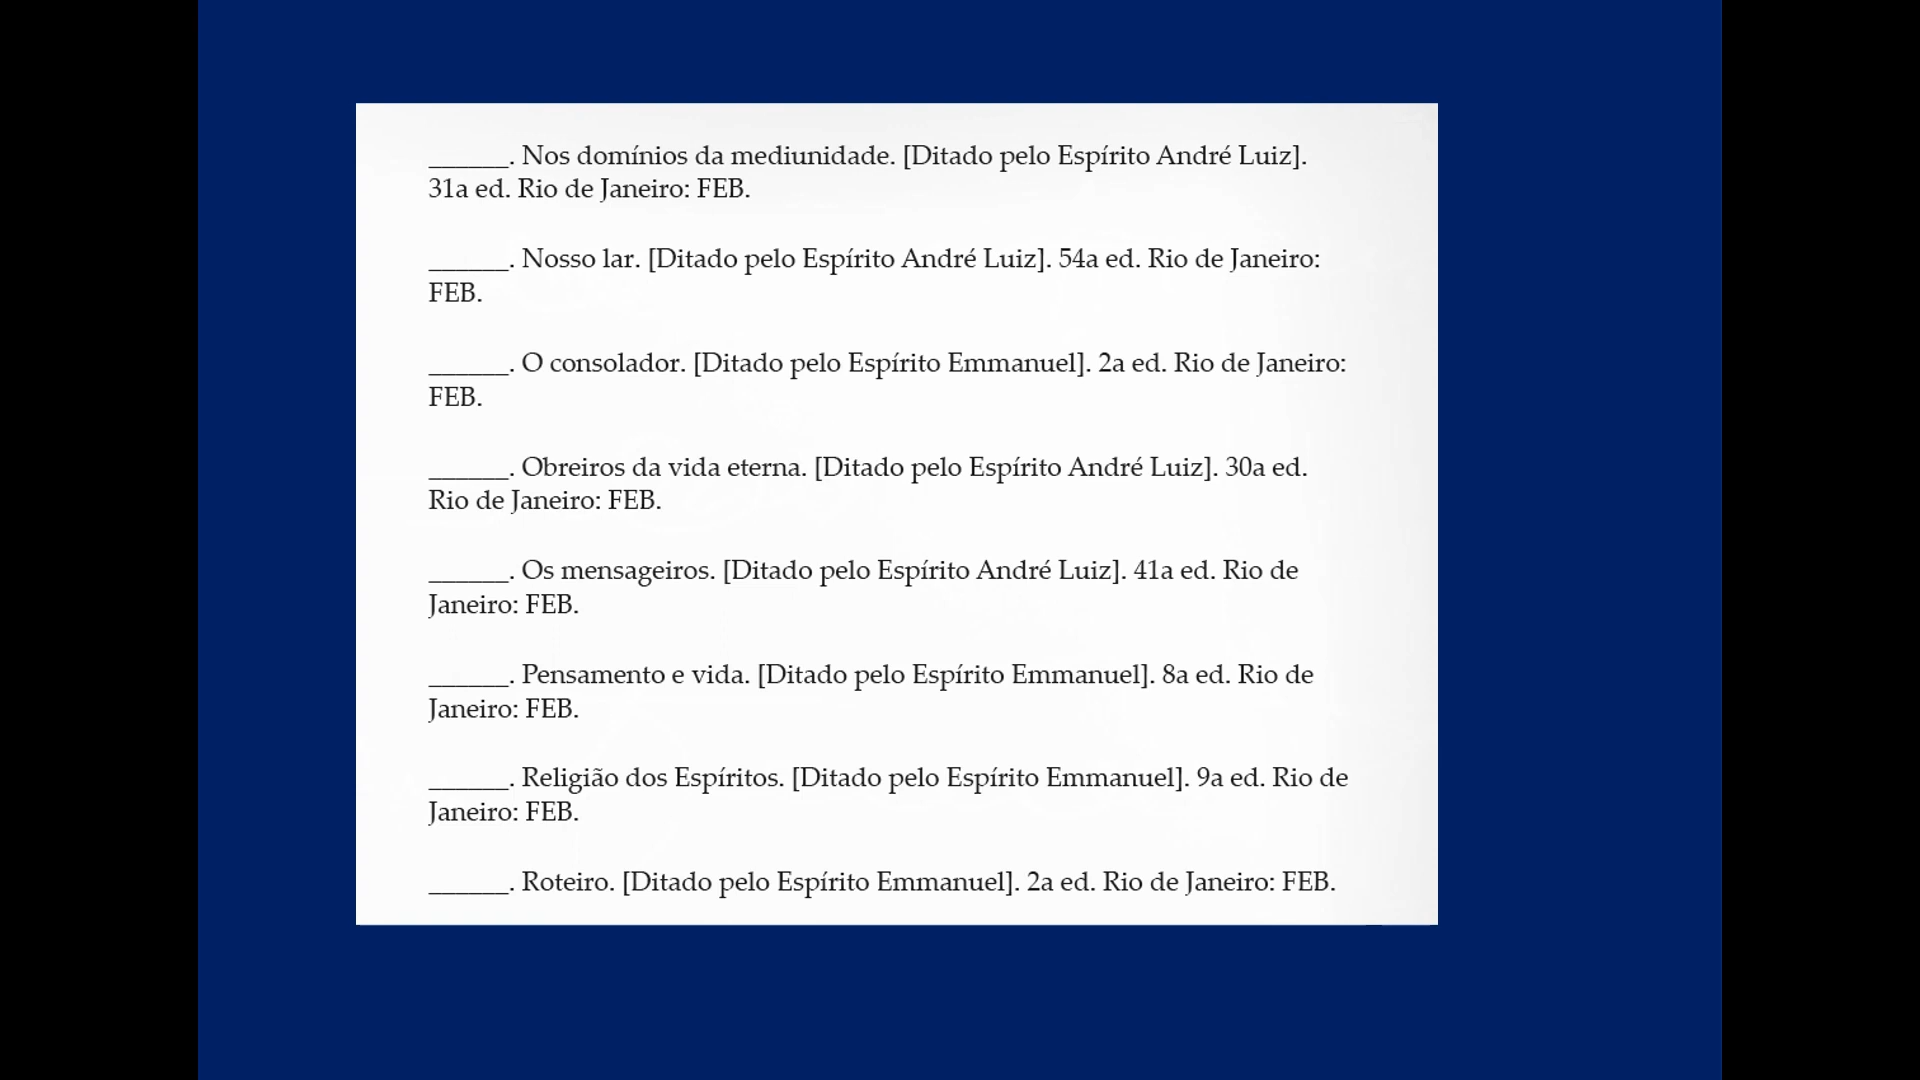 ______. Nos domínios da mediunidade. [Ditado pelo Espírito André Luiz].
31a ed. Rio de Janeiro: FEB.
______. Nosso lar. [Ditado pelo Espírito André Luiz]. 54a ed. Rio de Janeiro:
FEB.
______. O consolador. [Ditado pelo Espírito Emmanuel]. 2a ed. Rio de Janeiro:
FEB.
______. Obreiros da vida eterna. [Ditado pelo Espírito André Luiz]. 30a ed.
Rio de Janeiro: FEB.
______. Os mensageiros. [Ditado pelo Espírito André Luiz]. 41a ed. Rio de
Janeiro: FEB.
______. Pensamento e vida. [Ditado pelo Espírito Emmanuel]. 8a ed. Rio de
Janeiro: FEB.
______. Religião dos Espíritos. [Ditado pelo Espírito Emmanuel]. 9a ed. Rio de
Janeiro: FEB.
______. Roteiro. [Ditado pelo Espírito Emmanuel]. 2a ed. Rio de Janeiro: FEB.